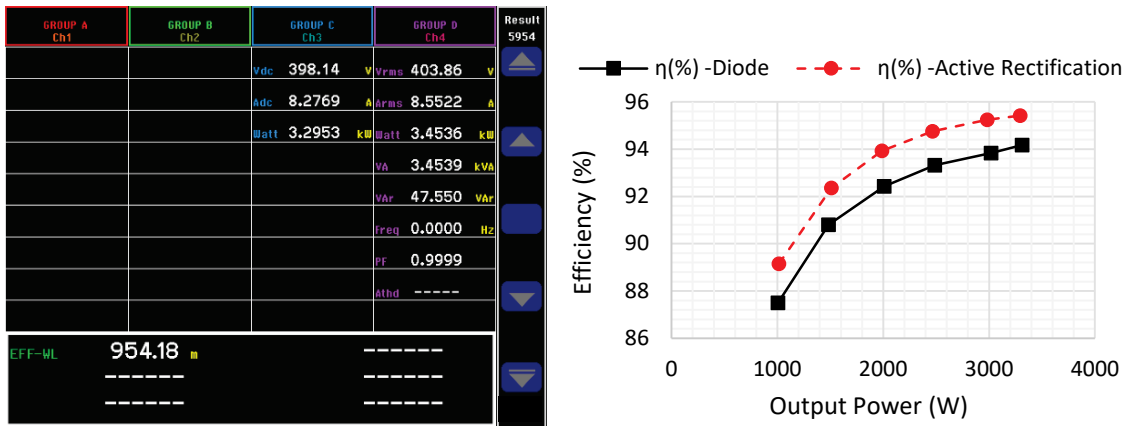 GROUP A GROUP B GROUP C GROUP D Result
Ch1 Ch2 Ch3 Ch4 5954
Vdc 398.14 V Vrms 403.86 V
Adc 8.2769 A Arms 8.5522 A
Watt 3.2953 kW Watt 3.4536 kW
VA 3.4539 kVA
VAr 47.550 VAr
Freq 0.0000 Hz
PF 0.9999
Athd -----
EFF-WL 954.18 m ------
------ ------
------ ------
η(%) -Diode η(%) -Active Rectification
96
94
92
90
88
86
Efficiency (%)
0 1000 2000 3000 4000
Output Power (W)